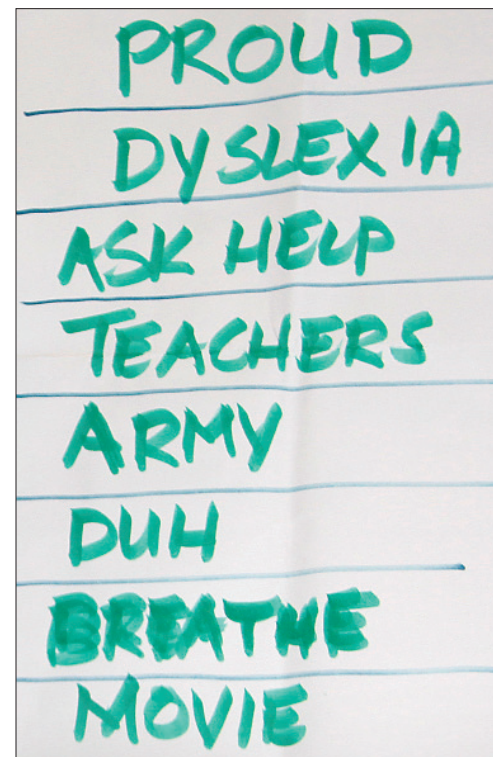 PROUD
DYSLEXIA
ASK HELP
TEACHERS
ARMY
DUH
BREATHE
MOVIE